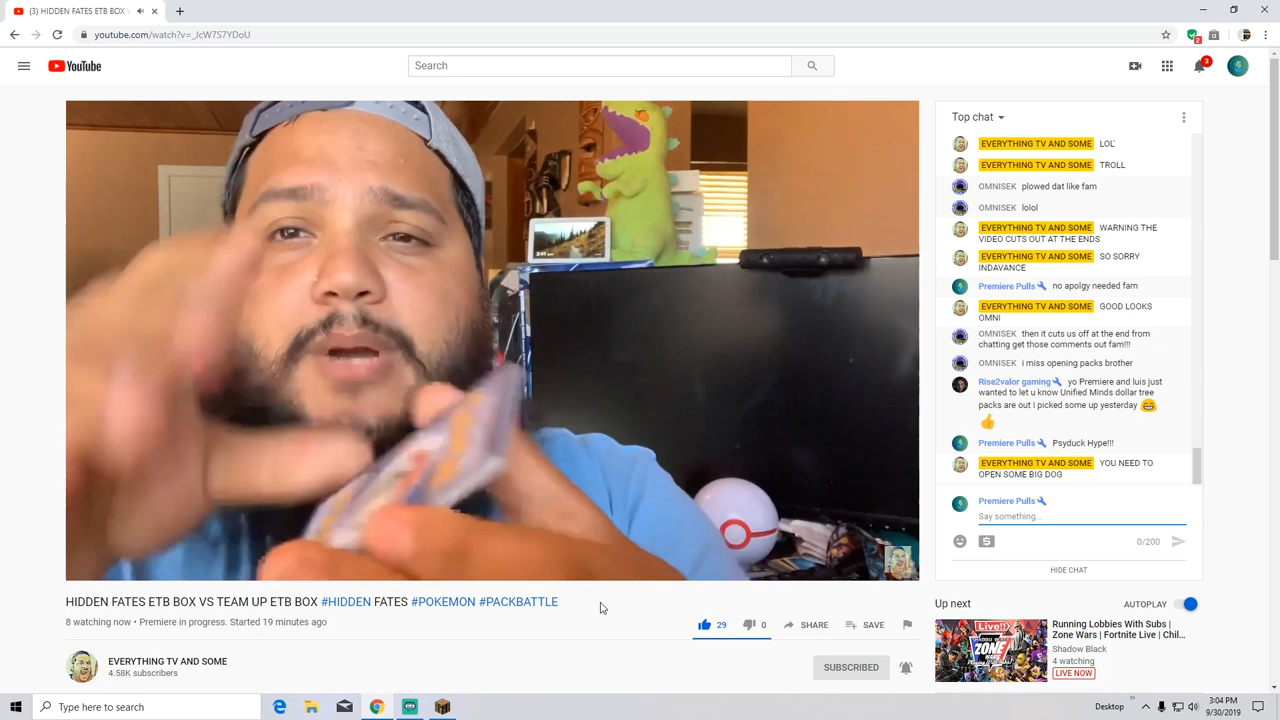 (3) HIDDEN FATES ETB BOX V
youtube.com/watch?v=_JcW7S7YDoU
2
YouTube
Search
3
Top chat
EVERYTHING TV AND SOME LOL'
EVERYTHING TV AND SOME TROLL
OMNISEK plowed dat like fam
OMNISEK lolol
EVERYTHING TV AND SOME WARNING THE
VIDEO CUTS OUT AT THE ENDS
EVERYTHING TV AND SOME SO SORRY
INDAVANCE
Premiere Pulls no apolgy needed fam
EVERYTHING TV AND SOME GOOD LOOKS
OMNI
OMNISEK then it cuts us off at the end from
chatting get those comments out fam!!!
OMNISEK i miss opening packs brother
Rise2valor gaming yo Premiere and luis just
wanted to let u know Unified Minds dollar tree
packs are out I picked some up yesterday
Premiere Pulls Psyduck Hype!!!
EVERYTHING TV AND SOME YOU NEED TO
OPEN SOME BIG DOG
Premiere Pulls
Say something...
0/200
HIDE CHAT
HIDDEN FATES ETB BOX VS TEAM UP ETB BOX #HIDDEN FATES #POKEMON #PACKBATTLE
8 watching now • Premiere in progress. Started 19 minutes ago
29
0
SHARE
SAVE
EVERYTHING TV AND SOME
4.58K subscribers
SUBSCRIBED
Up next
AUTOPLAY
Live!!
ZONE
WARS
Running Lobbies With Subs |
Zone Wars | Fortnite Live | Chil...
Shadow Black
4 watching
LIVE NOW
Type here to search
Desktop
3:04 PM
9/30/2019